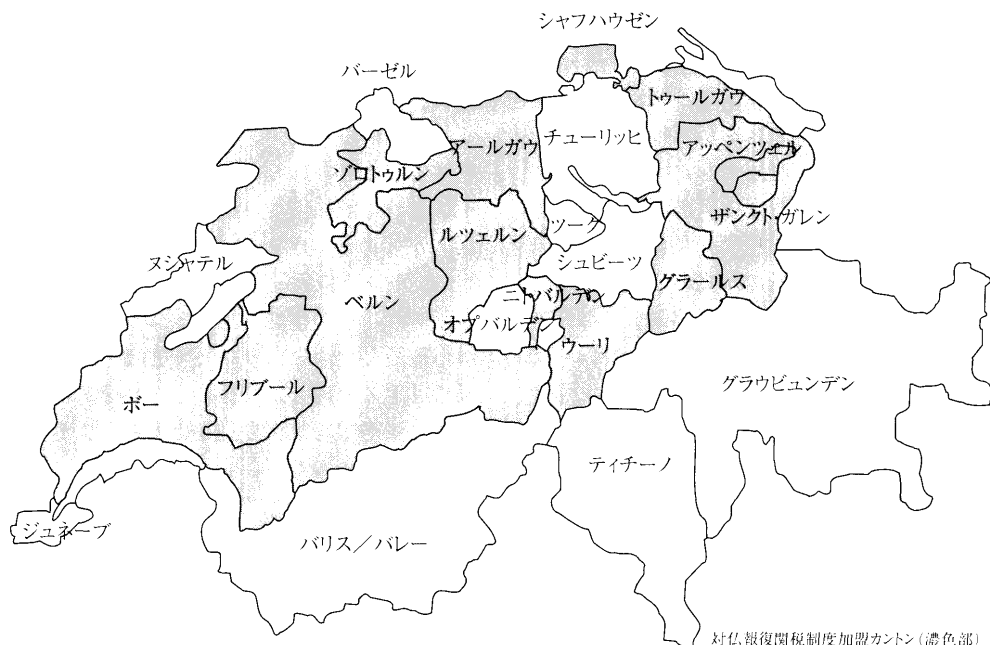 シャフハウゼン
バーゼル
トゥールガウ
チューリッヒ
アールガウ
アッペンツェル
ゾロトゥルン
ザンクト・ガレン
ツーク
ルツェルン
シュビーツ
ヌシャテル
グラールス
ニトバルデン
ベルン
オプバルデン
ウーリ
フリブール
グラウビュンデン
ボー
ティチーノ
ジュネーブ
バリス／バレー
対仏報復関税制度加盟カントン（濃色部）